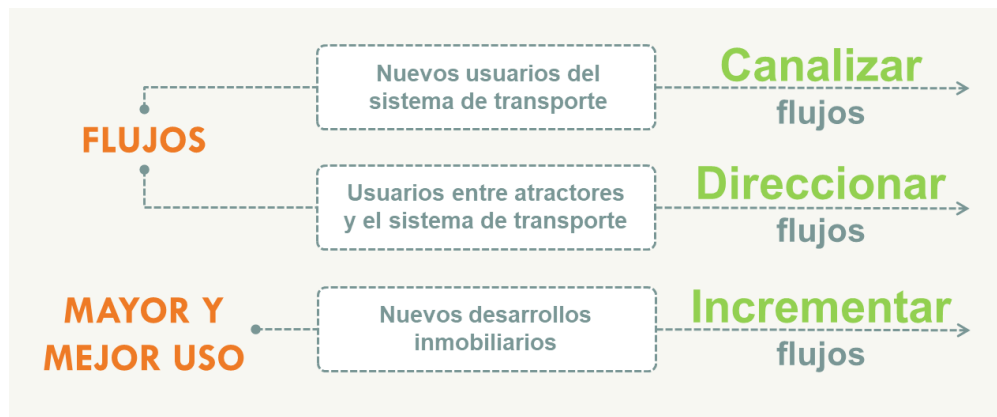 FLUJOS
Nuevos usuarios del
sistema de transporte
Canalizar
flujos
Usuarios entre atractores
y el sistema de transporte
Direccionar
flujos
MAYOR Y
MEJOR USO
Nuevos desarrollos
inmobiliarios
Incrementar
flujos